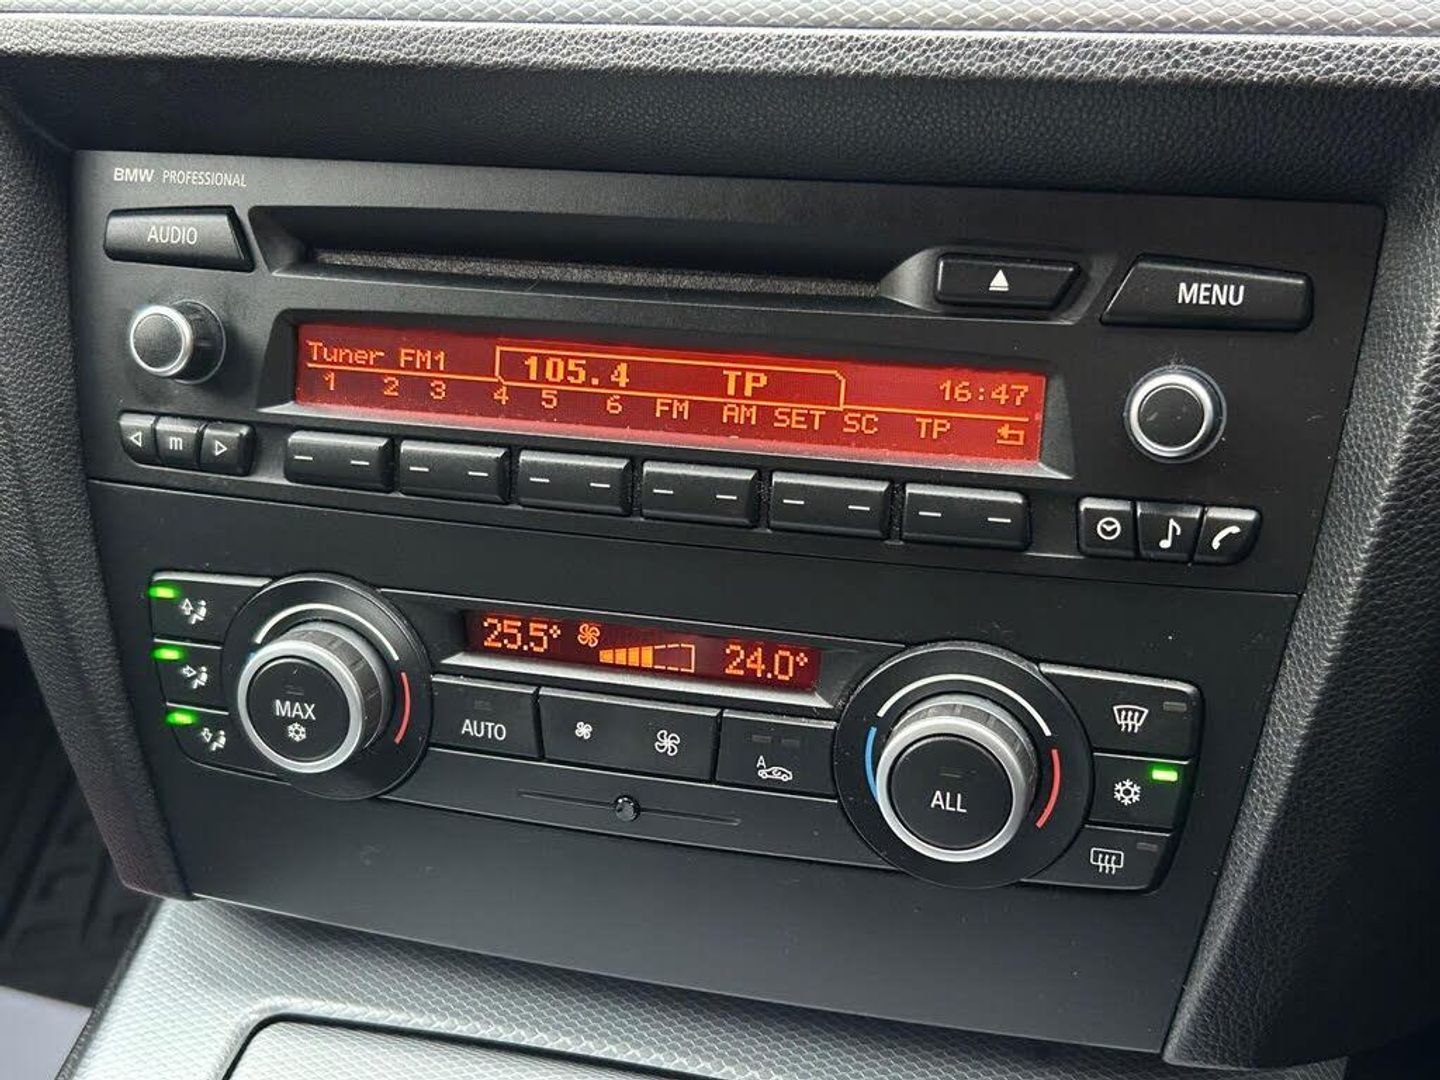 BMW PROFESSIONAL
AUDIO
MENU
Tuner FM1 105.4 TP 16:47
1 2 3 4 5 6 FM AM SET SC TP
m
25.5° 24.0°
MAX
AUTO
A
ALL